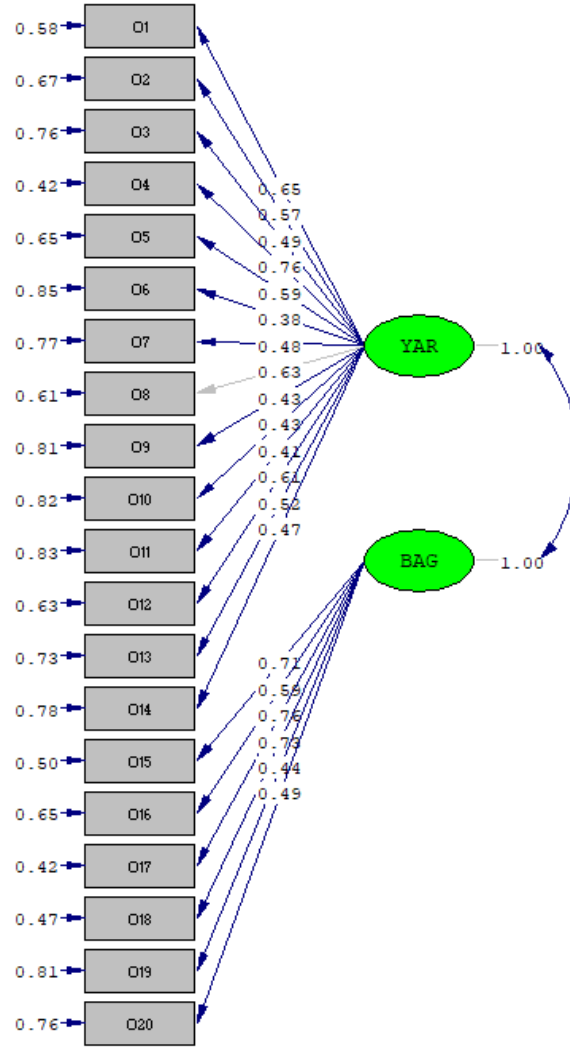 0.58 O1
0.67 O2
0.76 O3
0.42 O4
0.65 O5
0.85 O6
0.77 O7
0.61 O8
0.81 O9
0.82 O10
0.83 O11
0.63 O12
0.73 O13
0.78 O14
0.50 O15
0.65 O16
0.42 O17
0.47 O18
0.81 O19
0.76 O20
0.65
0.57
0.49
0.76
0.59
0.38
0.48
0.63
0.43
0.43
0.41
0.61
0.52
0.47
YAR 1.00
BAG 1.00
0.71
0.59
0.76
0.73
0.44
0.49